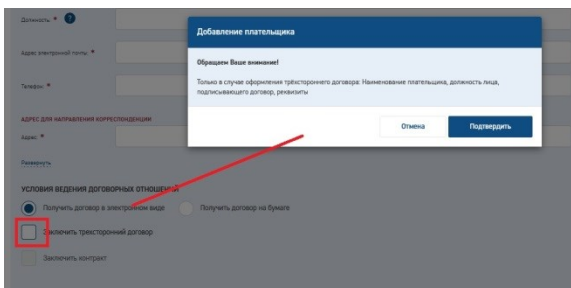 Должность: *
?
Адрес электронной почты: *
Телефон: *
АДРЕС ДЛЯ НАПРАВЛЕНИЯ КОРРЕСПОНДЕНЦИИ
Адрес: *
Развернуть
УСЛОВИЯ ВЕДЕНИЯ ДОГОВОРНЫХ ОТНОШЕНИЙ
Получить договор в электронном виде
Получить договор на бумаге
Заключить трехсторонний договор
Заключить контракт
Добавление плательщика
Обращаем Ваше внимание!
Только в случае оформления трёхстороннего договора: Наименование плательщика, должность лица,
подписывающего договор, реквизиты
Отмена
Подтвердить